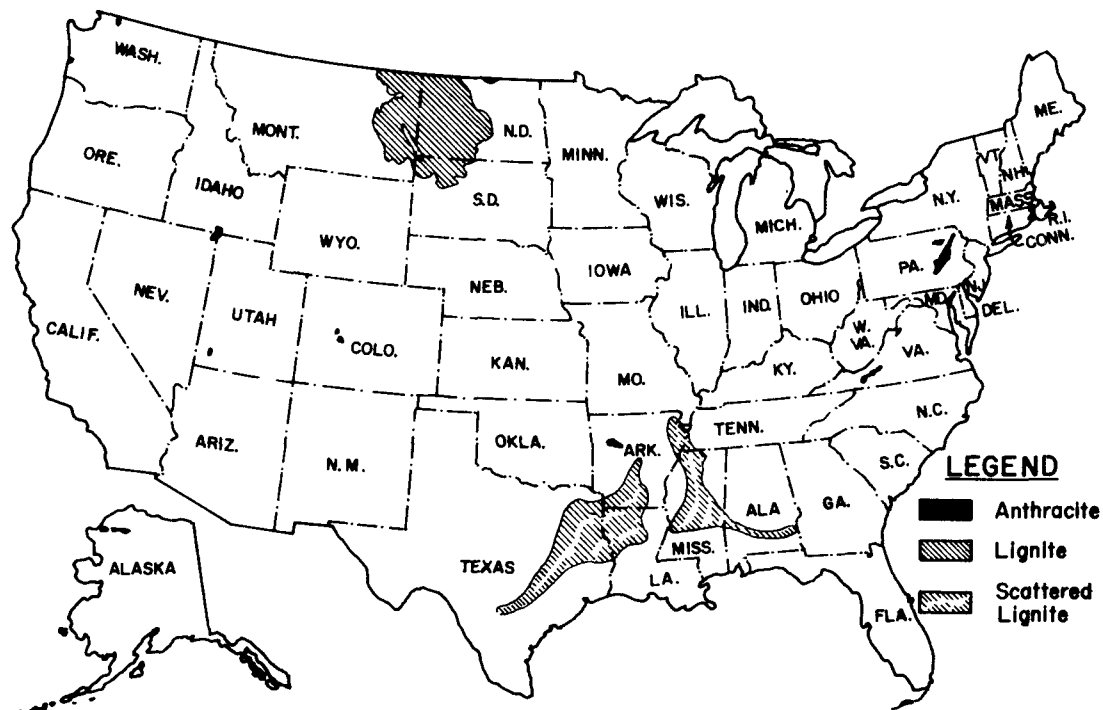 WASH.
MONT.
N.D.
MINN.
ME.
ORE.
IDAHO
S.D.
WIS.
MICH.
N.Y.
VT.
N.H.
MASS.
R.I.
CONN.
WYO.
NEB.
IOWA
PA.
N.J.
NEV.
UTAH
COLO.
ILL.
IND.
OHIO
MD.
DEL.
CALIF.
KAN.
MO.
KY.
W.
VA.
VA.
ARIZ.
N.M.
OKLA.
ARK.
TENN.
N.C.
S.C.
ALASKA
TEXAS
LA.
MISS.
ALA
GA.
FLA.
LEGEND
Anthracite
Lignite
Scattered
Lignite